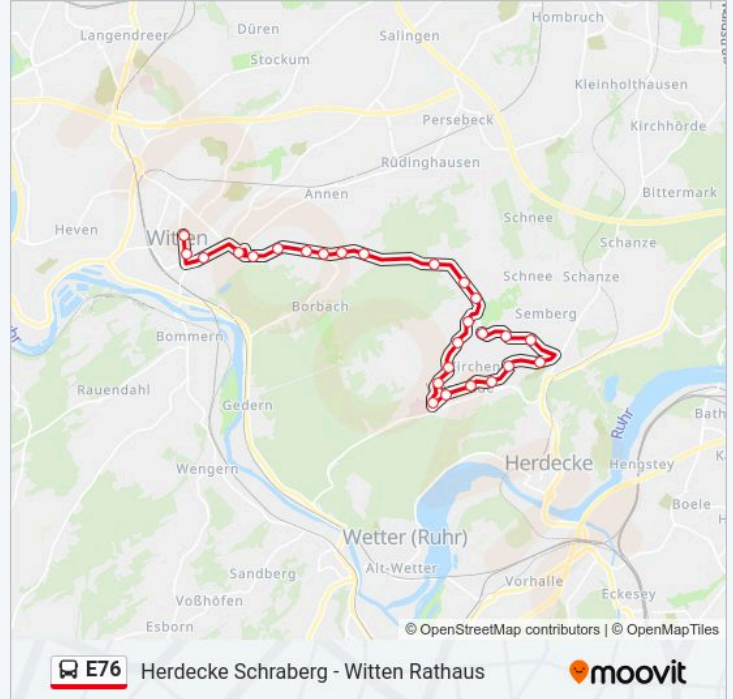 Hombruch
Langendreer
Düren
Salingen
Stockum
Kleinholthausen
Persebeck
Kirchhörde
Rüdinghausen
Annen
Bittermark
Schnee
Heven
Witten
Schanze
Schnee Schanze
Borbach
Semberg
Bommern
Rauendahl
Gedern
Ruhr
Bath
Herdecke
Hengstey
Wengern
Boele
Wetter (Ruhr)
Alt-Wetter
Sandberg
Vorhalle
Eckesey
Voßhöfen
Esborn
© OpenStreetMap contributors | © OpenMapTiles
E76 Herdecke Schraberg - Witten Rathaus
moovit